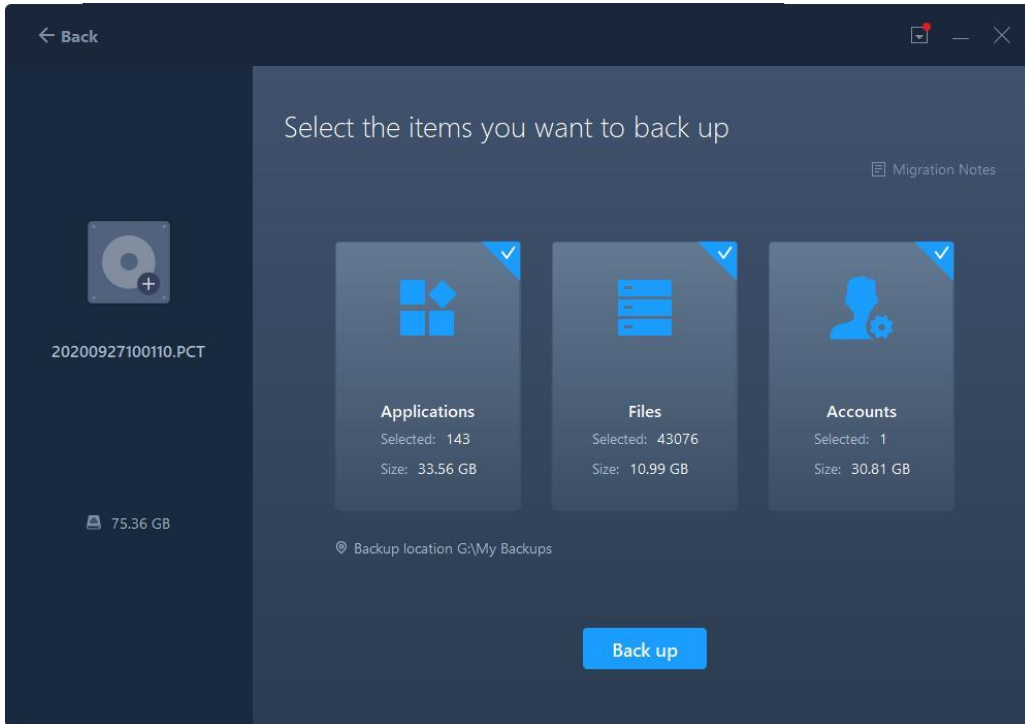 Back
Select the items you want to back up
Migration Notes
20200927100110.PCT
75.36 GB
Applications
Selected: 143
Size: 33.56 GB
Files
Selected: 43076
Size: 10.99 GB
Accounts
Selected: 1
Size: 30.81 GB
Backup location G:\My Backups
Back up